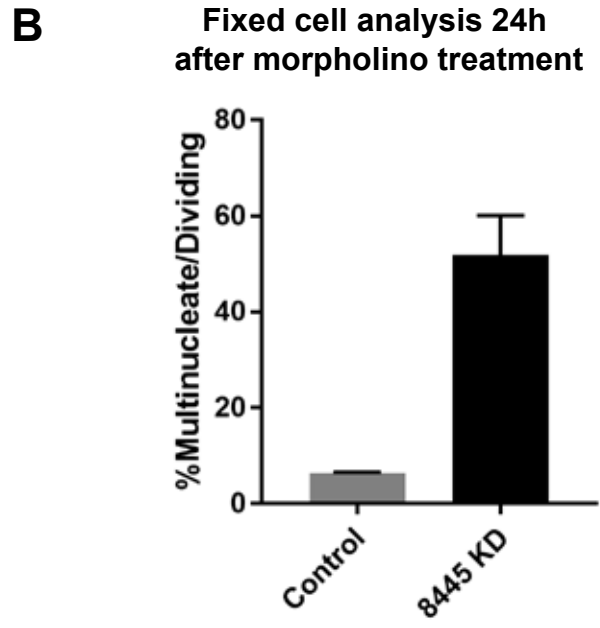 B
Fixed cell analysis 24h
after morpholino treatment
%Multinucleate/Dividing
80
60
40
20
0
Control
8445 KD